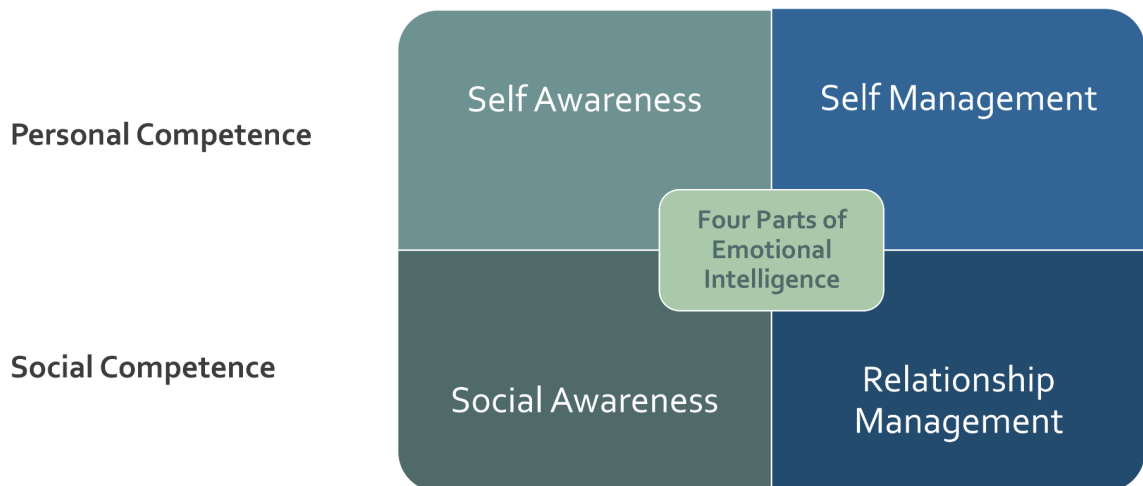 Self Awareness
Self Management
Personal Competence
Four Parts of
Emotional
Intelligence
Social Competence
Social Awareness
Relationship
Management